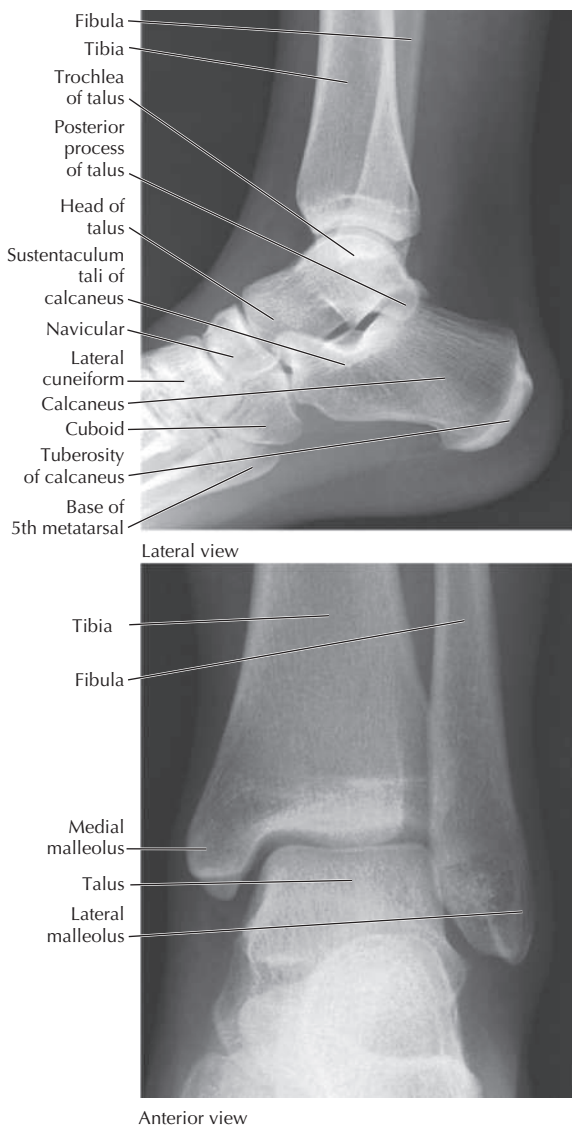 Fibula
Tibia
Trochlea
of talus
Posterior
process
of talus
Head of
talus
Sustentaculum
tali of
calcaneus
Navicular
Lateral
cuneiform
Calcaneus
Cuboid
Tuberosity
of calcaneus
Base of
5th metatarsal
Lateral view
Tibia
Fibula
Medial
malleolus
Talus
Lateral
malleolus
Anterior view